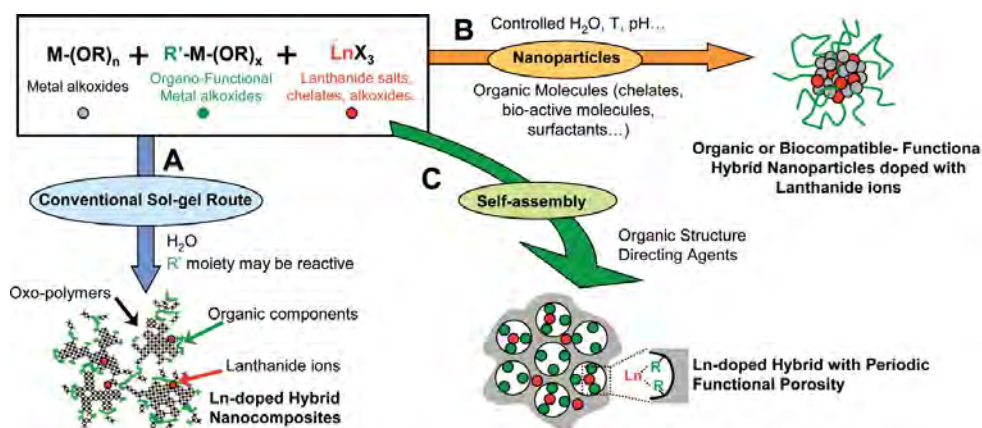 M-(OR)n + R'-M-(OR)x + LnX3
Metal alkoxides
Organo-Functional
Metal alkoxides
Lanthanide salts,
chelates, alkoxides.
B
Controlled H2O, T, pH...
Nanoparticles
Organic Molecules (chelates,
bio-active molecules,
surfactants...)
Organic or Biocompatible- Functiona
Hybrid Nanoparticles doped with
Lanthanide ions
A
Conventional Sol-gel Route
H2O
R' moiety may be reactive
Oxo-polymers
Organic components
Lanthanide ions
Ln-doped Hybrid
Nanocomposites
C
Self-assembly
Organic Structure
Directing Agents
Ln
R
R
Ln-doped Hybrid with Periodic
Functional Porosity